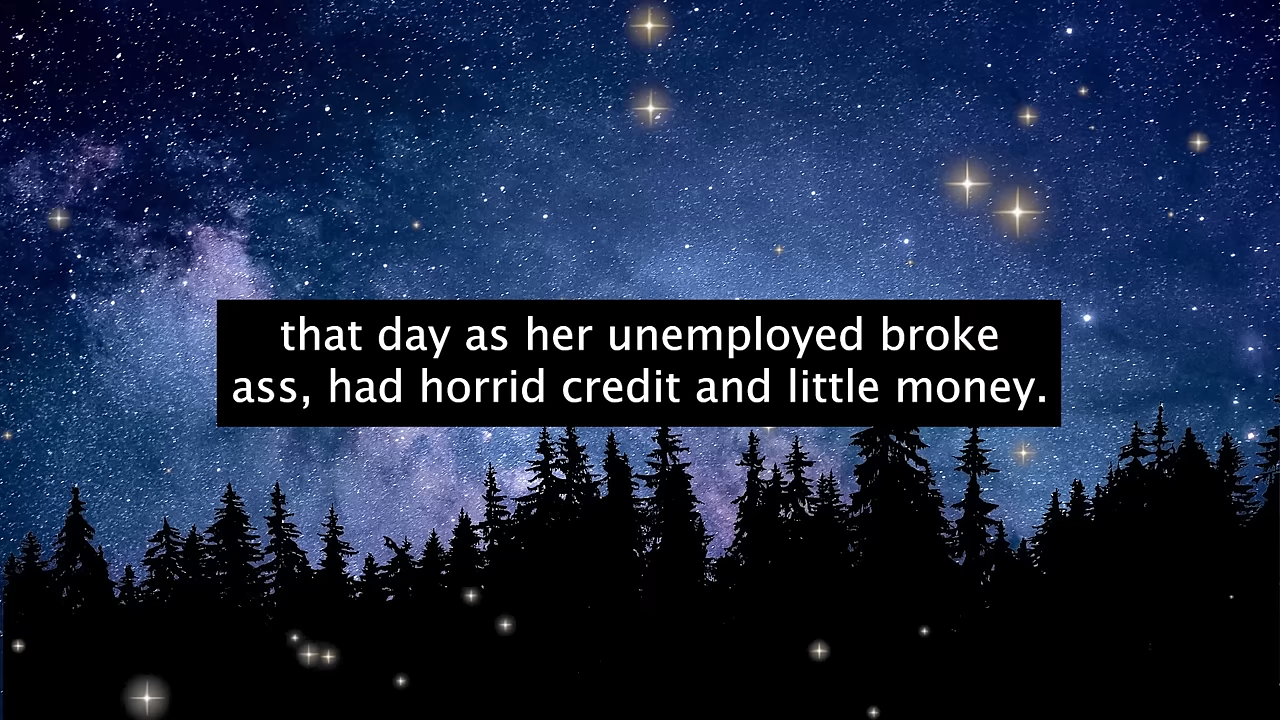 that day as her unemployed broke
ass, had horrid credit and little money.